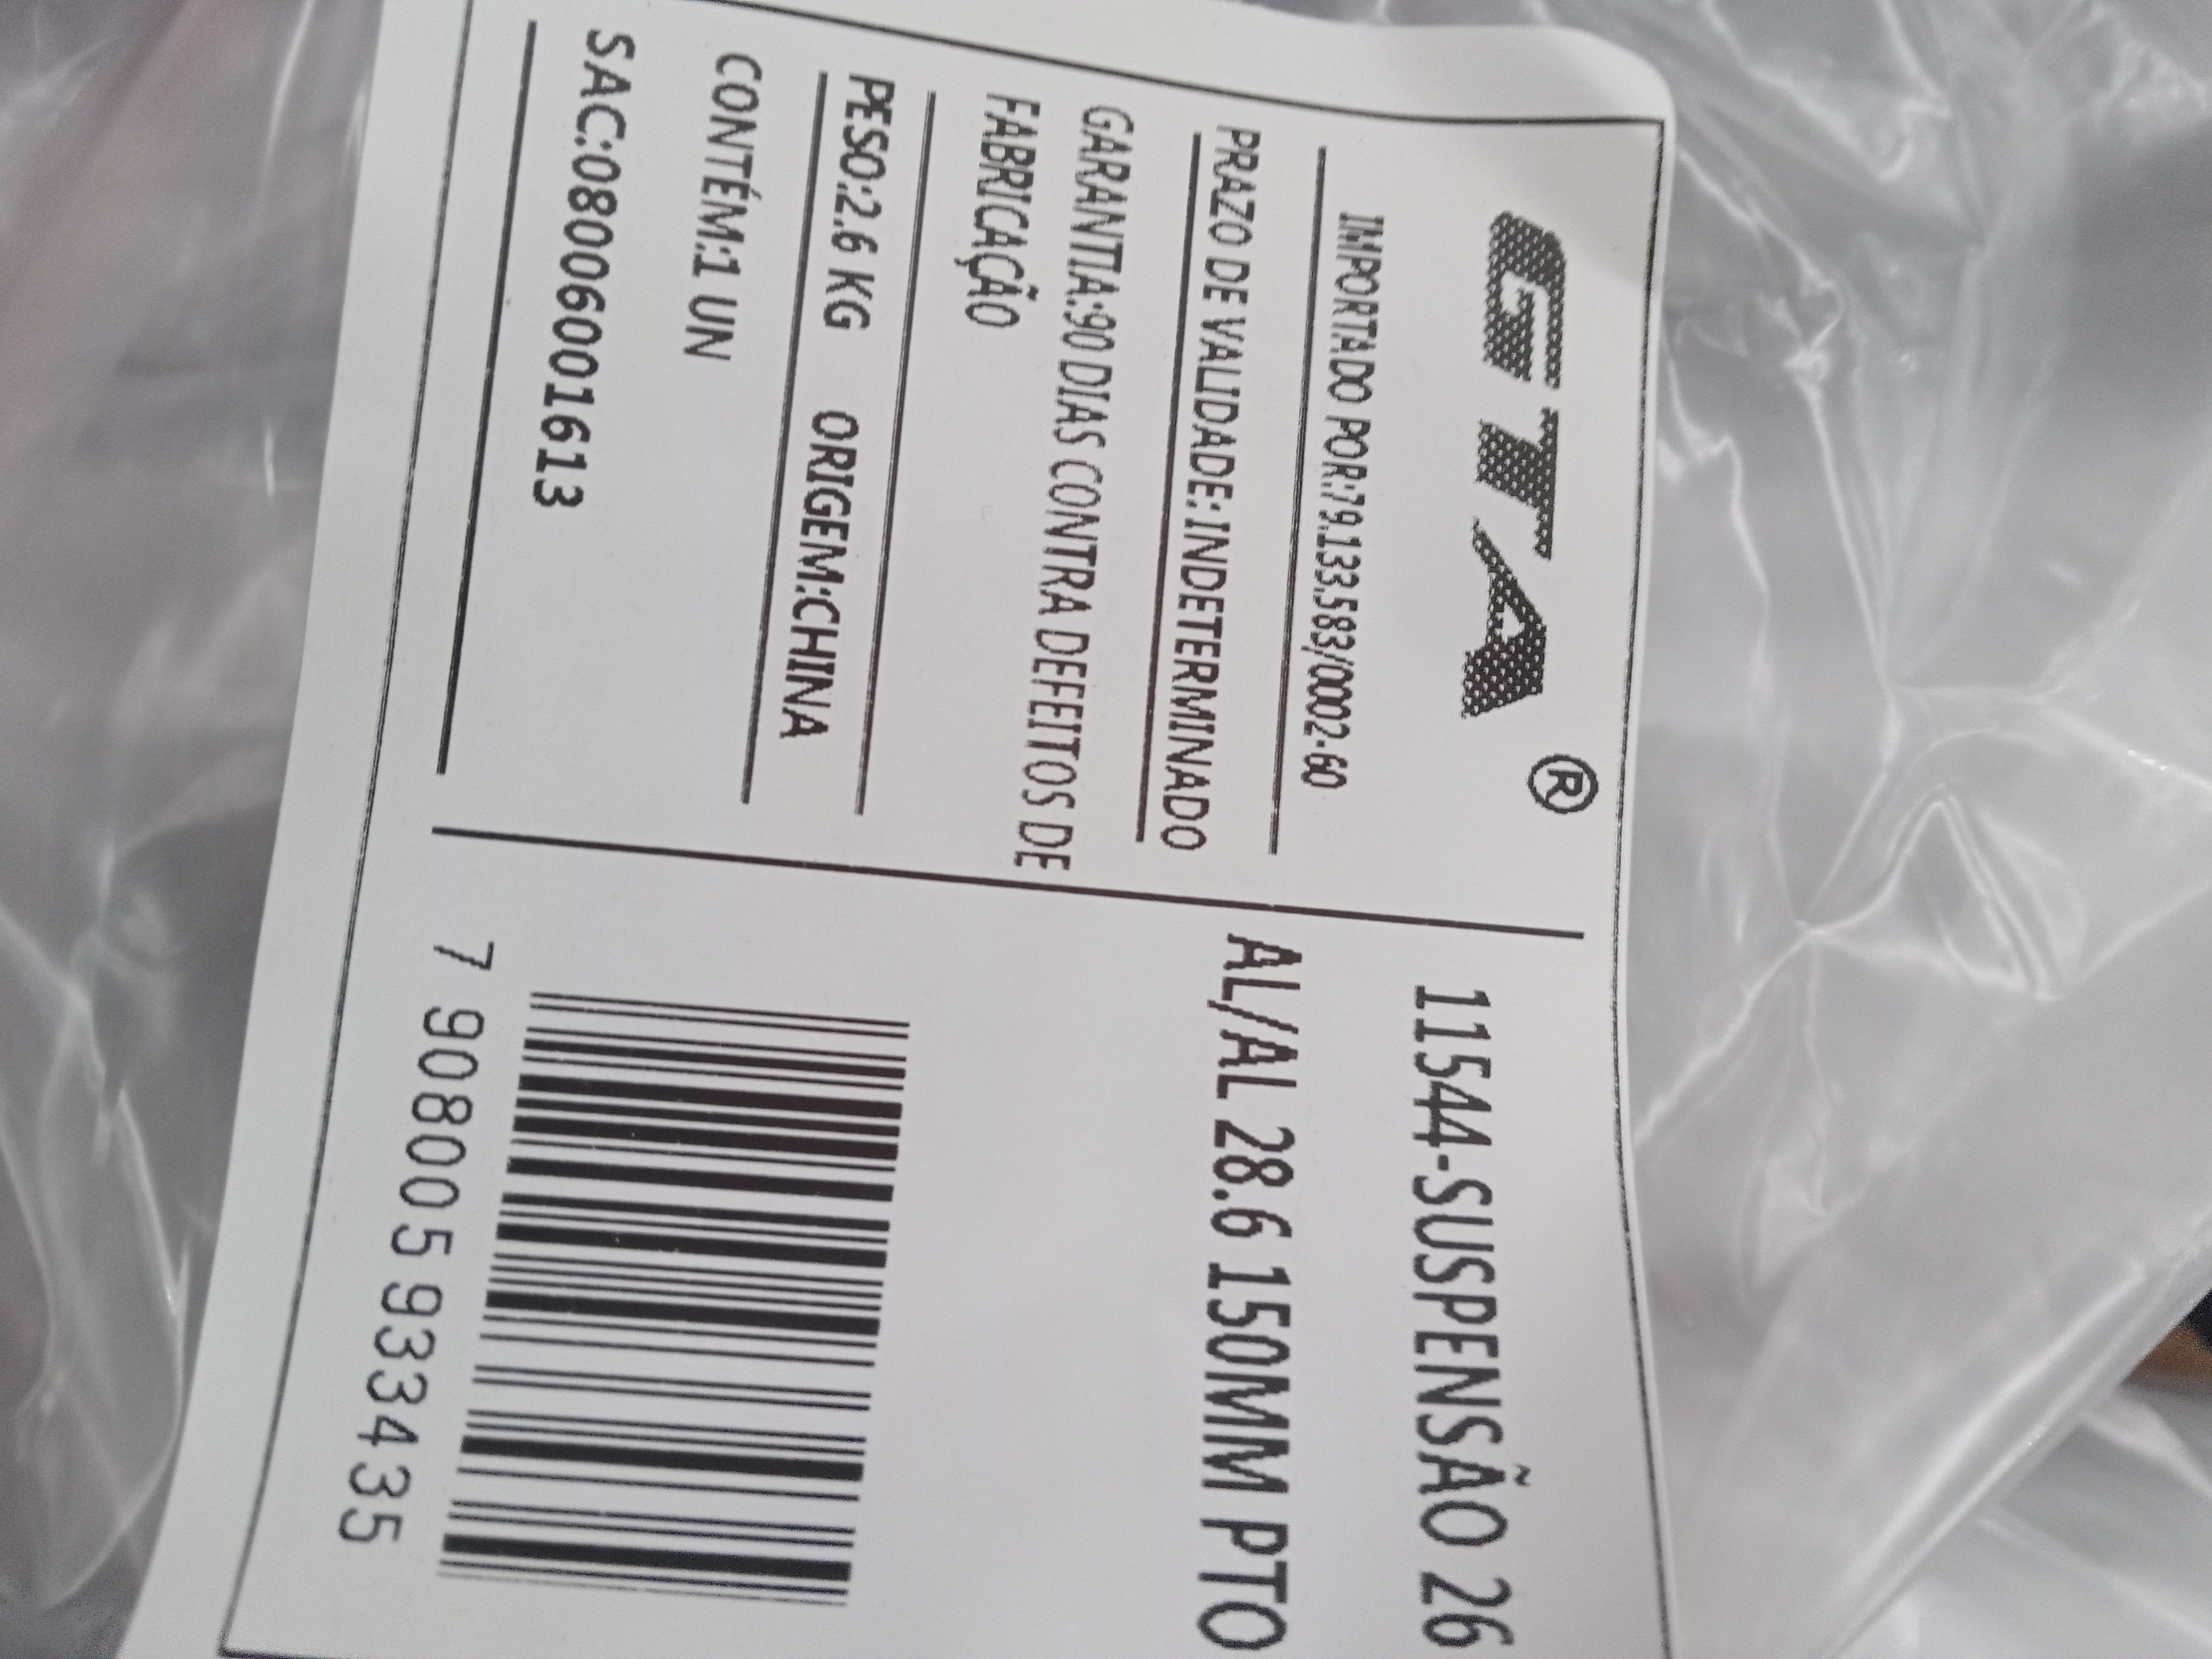 GTA®
IMPORTADO POR:79.133.583/0002-60
PRAZO DE VALIDADE:INDETERMINADO
GARANTIA:90 DIAS CONTRA DEFEITOS DE
FABRICAÇÃO
PESO:2.6 KG ORIGEM:CHINA
CONTÉM:1 UN
SAC:08006001613
11544-SUSPENSÃO 26
AL/AL 28.6 150MM PTO
7 908005 933435